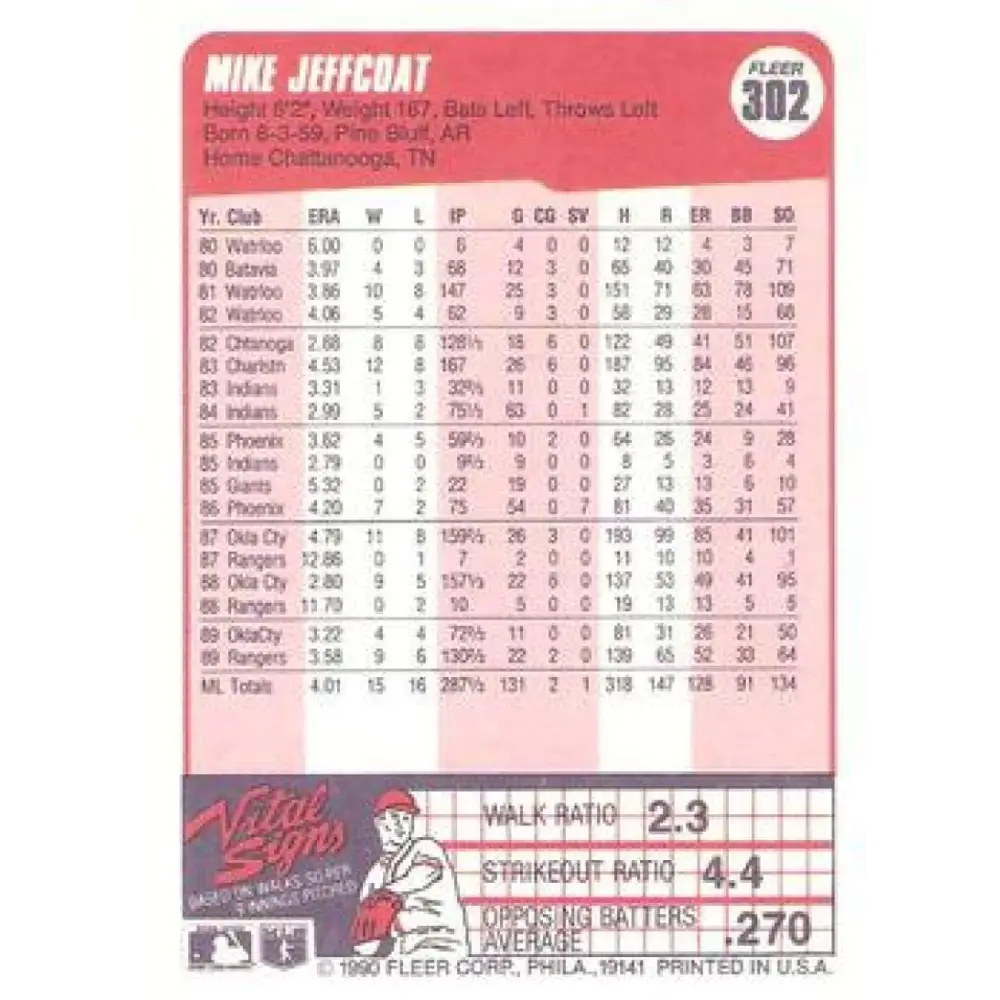 MIKE JEFFCOAT
FLEER
302
Height 6'2", Weight 187, Bats Left, Throws Left
Born 8-3-59, Pine Bluff, AR
Home Chattanooga, TN
Yr. Club ERA W L IP G CG SV H R ER BB SO
80 Watrloo 6.00 0 0 6 4 0 0 12 12 4 3 7
80 Batavia 3.97 4 3 68 12 3 0 65 40 30 45 71
81 Watrloo 3.86 10 8 147 25 3 0 151 71 63 78 109
82 Watrloo 4.06 5 4 62 9 3 0 58 29 28 15 68
82 Chtanoga 2.88 8 8 128⅓ 18 6 0 122 49 41 51 107
83 Charlstn 4.53 12 8 167 26 6 0 187 95 84 46 96
83 Indians 3.31 1 3 32⅔ 11 0 0 32 13 12 13 9
84 Indians 2.99 5 2 75⅓ 63 0 1 82 28 25 24 41
85 Phoenix 3.62 4 5 59⅔ 10 2 0 64 26 24 9 28
85 Indians 2.79 0 0 9⅔ 9 0 0 8 5 3 6 4
85 Giants 5.32 0 2 22 19 0 0 27 13 13 6 10
86 Phoenix 4.20 7 2 75 54 0 7 81 40 35 31 57
87 Okla Cty 4.79 11 8 159⅔ 26 3 0 193 99 85 41 101
87 Rangers 12.86 0 1 7 2 0 0 11 10 10 4 1
88 Okla Cty 2.80 9 5 157⅓ 22 6 0 137 53 49 41 95
88 Rangers 11.70 0 2 10 5 0 0 19 13 13 5 5
89 OklaCty 3.22 4 4 72⅔ 11 0 0 81 31 26 21 50
89 Rangers 3.58 9 6 130⅔ 22 2 0 139 65 52 33 64
ML Totals 4.01 15 16 287⅓ 131 2 1 318 147 128 91 134
Vital
Signs
BASED ON WALKS, SO PER
9 INNINGS PITCHED
WALK RATIO 2.3
STRIKEOUT RATIO 4.4
OPPOSING BATTERS
AVERAGE .270
© 1990 FLEER CORP., PHILA., 19141 PRINTED IN U.S.A.